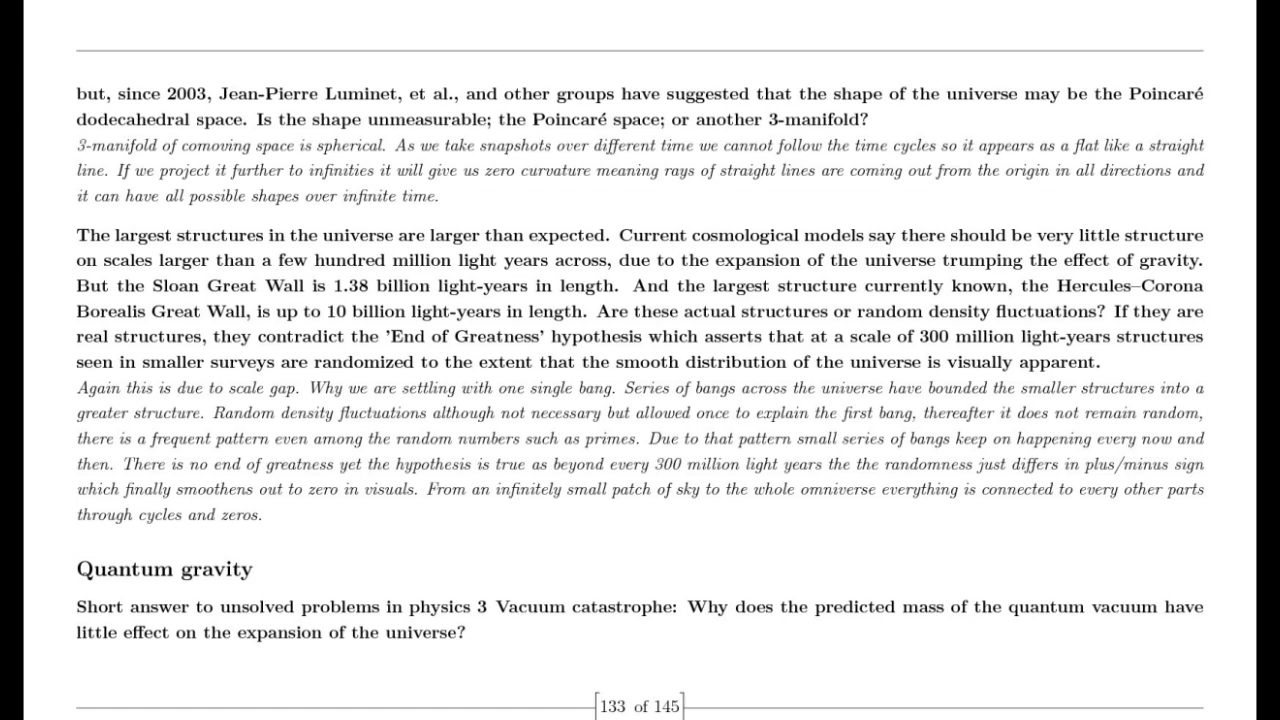 but, since 2003, Jean-Pierre Luminet, et al., and other groups have suggested that the shape of the universe may be the Poincaré
dodecahedral space. Is the shape unmeasurable; the Poincaré space; or another 3-manifold?
3-manifold of comoving space is spherical. As we take snapshots over different time we cannot follow the time cycles so it appears as a flat like a straight
line. If we project it further to infinities it will give us zero curvature meaning rays of straight lines are coming out from the origin in all directions and
it can have all possible shapes over infinite time.
The largest structures in the universe are larger than expected. Current cosmological models say there should be very little structure
on scales larger than a few hundred million light years across, due to the expansion of the universe trumping the effect of gravity.
But the Sloan Great Wall is 1.38 billion light-years in length. And the largest structure currently known, the Hercules–Corona
Borealis Great Wall, is up to 10 billion light-years in length. Are these actual structures or random density fluctuations? If they are
real structures, they contradict the 'End of Greatness' hypothesis which asserts that at a scale of 300 million light-years structures
seen in smaller surveys are randomized to the extent that the smooth distribution of the universe is visually apparent.
Again this is due to scale gap. Why we are settling with one single bang. Series of bangs across the universe have bounded the smaller structures into a
greater structure. Random density fluctuations although not necessary but allowed once to explain the first bang, thereafter it does not remain random,
there is a frequent pattern even among the random numbers such as primes. Due to that pattern small series of bangs keep on happening every now and
then. There is no end of greatness yet the hypothesis is true as beyond every 300 million light years the the randomness just differs in plus/minus sign
which finally smoothens out to zero in visuals. From an infinitely small patch of sky to the whole omniverse everything is connected to every other parts
through cycles and zeros.
Quantum gravity
Short answer to unsolved problems in physics 3 Vacuum catastrophe: Why does the predicted mass of the quantum vacuum have
little effect on the expansion of the universe?
133 of 145